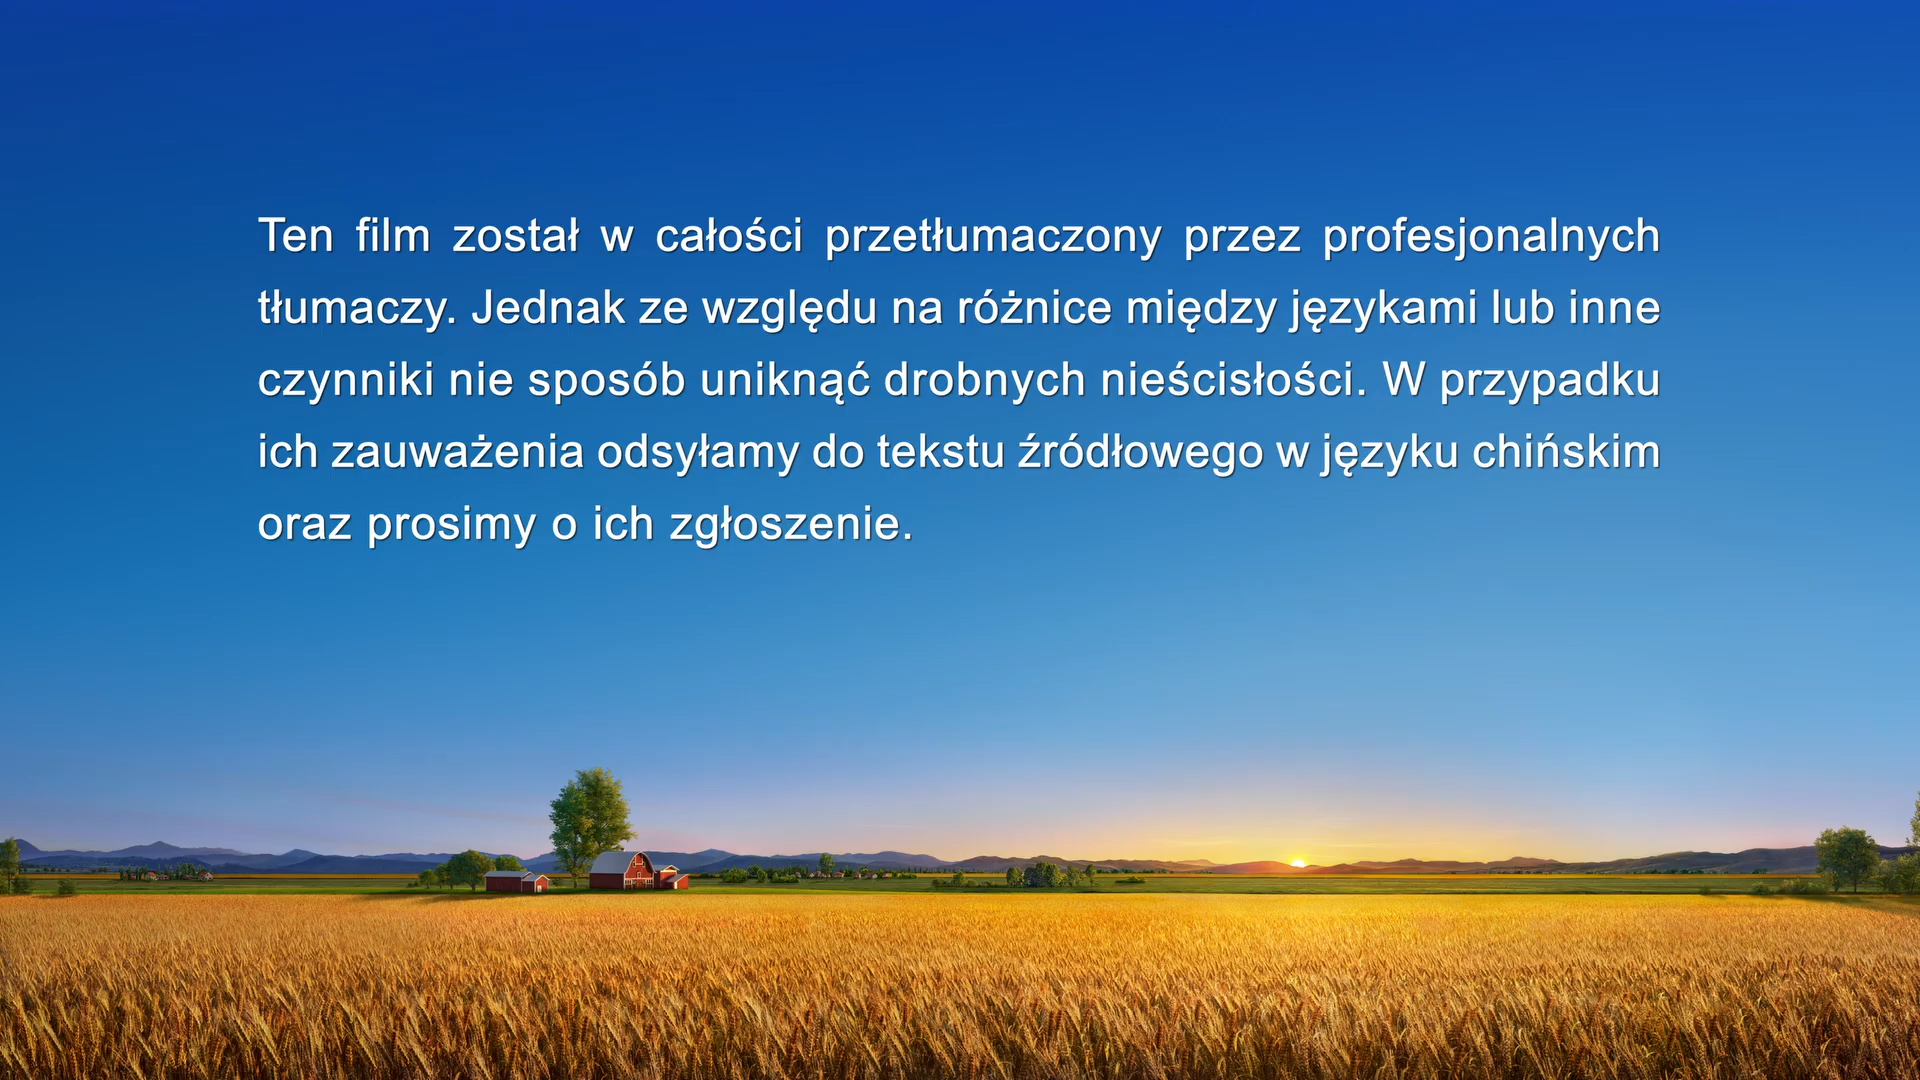 Ten film został w całości przetłumaczony przez profesjonalnych
tłumaczy. Jednak ze względu na różnice między językami lub inne
czynniki nie sposób uniknąć drobnych nieścisłości. W przypadku
ich zauważenia odsyłamy do tekstu źródłowego w języku chińskim
oraz prosimy o ich zgłoszenie.